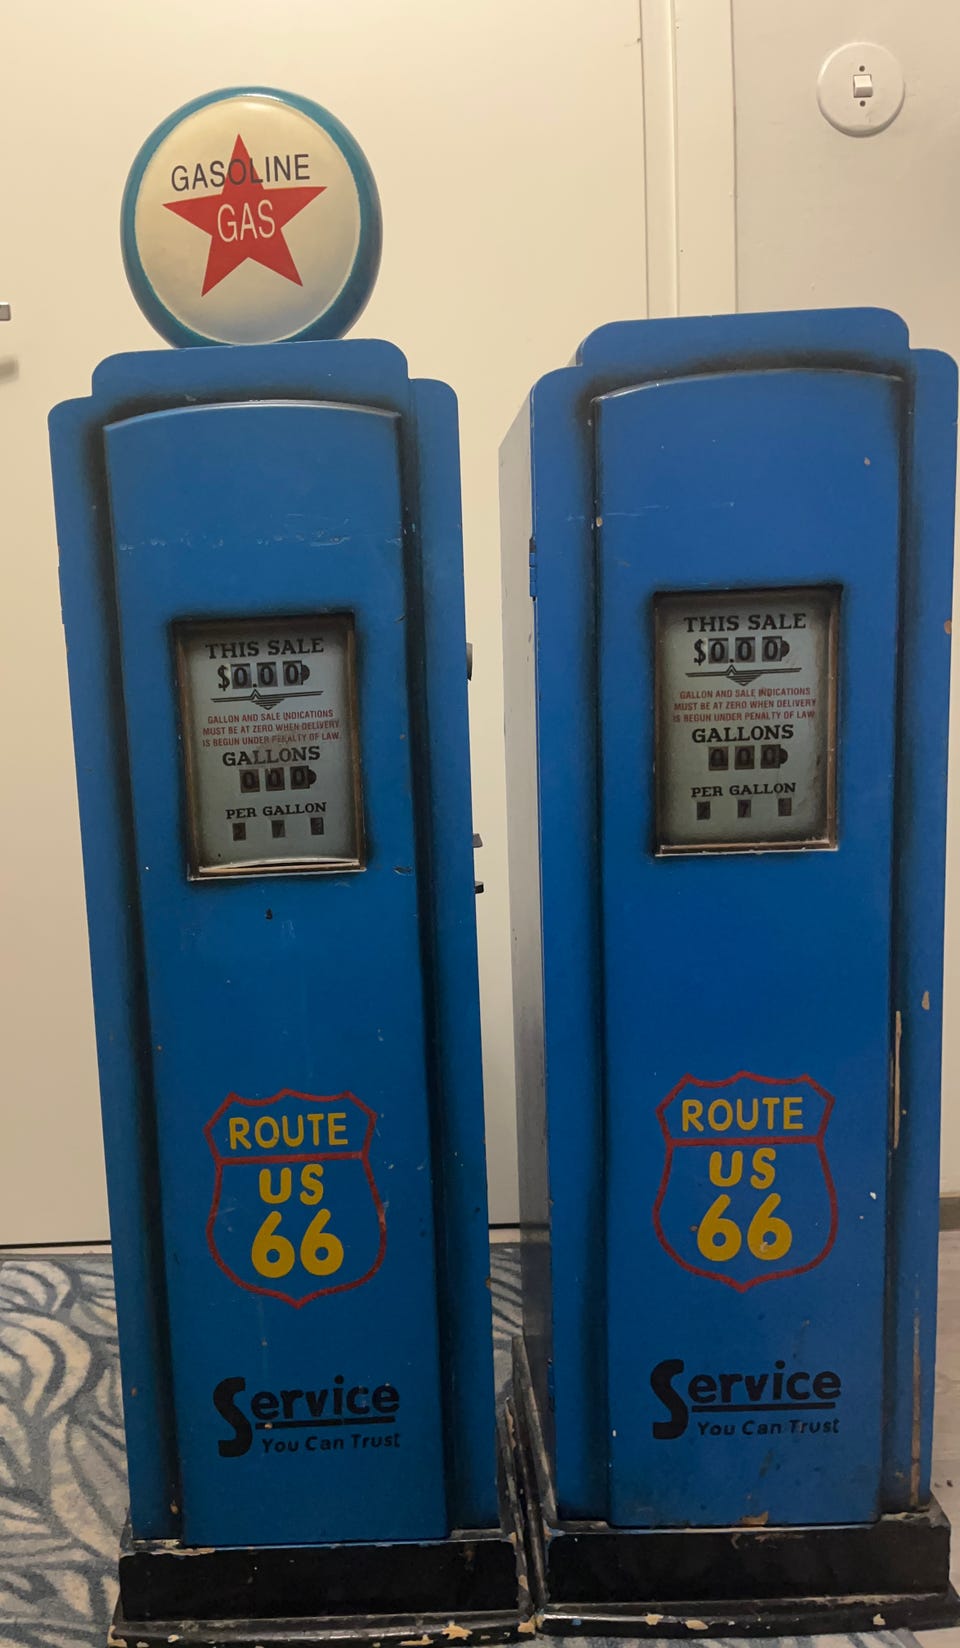 GASOLINE
GAS
THIS SALE
$0.00
GALLON AND SALE INDICATIONS
MUST BE AT ZERO WHEN DELIVERY
IS BEGUN UNDER PENALTY OF LAW
GALLONS
000
PER GALLON
ROUTE
US
66
Service
You Can Trust
THIS SALE
$0.00
GALLON AND SALE INDICATIONS
MUST BE AT ZERO WHEN DELIVERY
IS BEGUN UNDER PENALTY OF LAW
GALLONS
000
PER GALLON
ROUTE
US
66
Service
You Can Trust